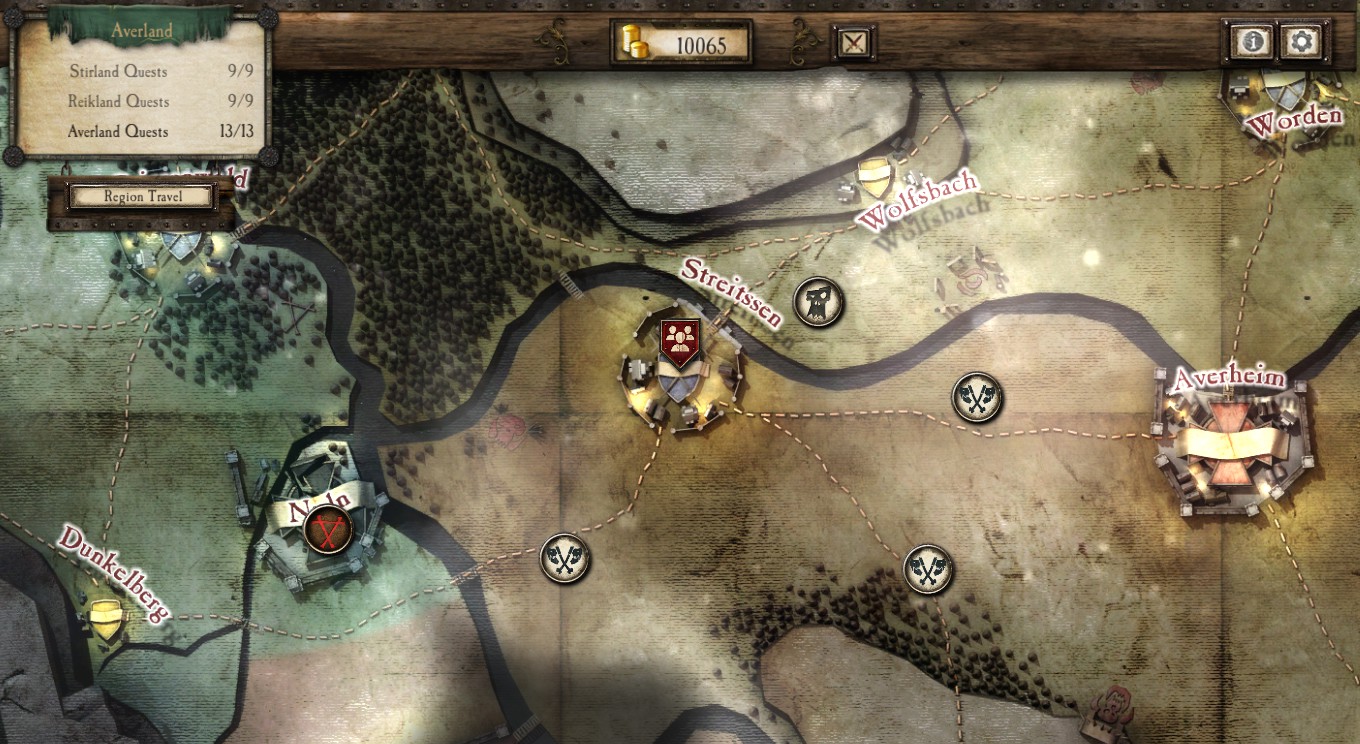 Averland
10065
Stirland Quests 9/9
Reikland Quests 9/9
Averland Quests 13/13
Region Travel
Worden
Wolfsbach
Streitssen
Averheim
Dunkelberg